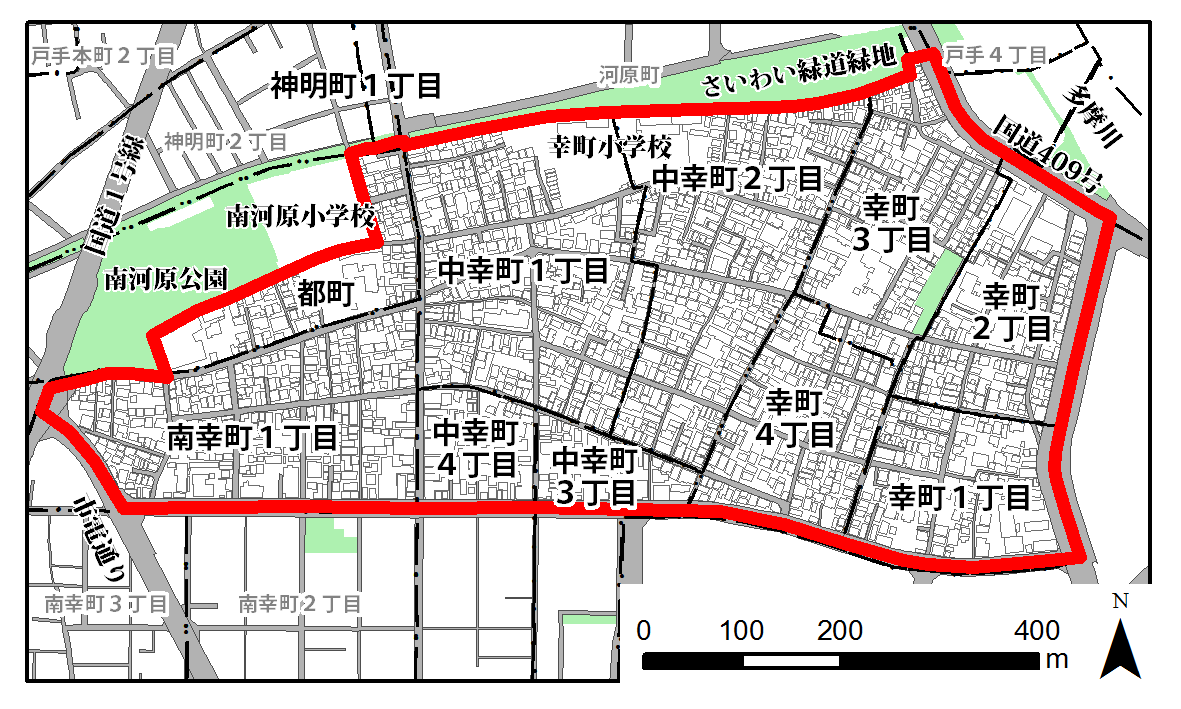 戸手本町２丁目
神明町１丁目
河原町
さいわい緑道緑地
戸手４丁目
多摩川
神明町２丁目
国道１号線
幸町小学校
国道409号
中幸町２丁目
南河原小学校
幸町
３丁目
南河原公園
都町
中幸町１丁目
幸町
２丁目
南幸町１丁目
中幸町
４丁目
中幸町
３丁目
幸町
４丁目
幸町１丁目
市電通り
南幸町３丁目
南幸町２丁目
0 100 200 400
m
N